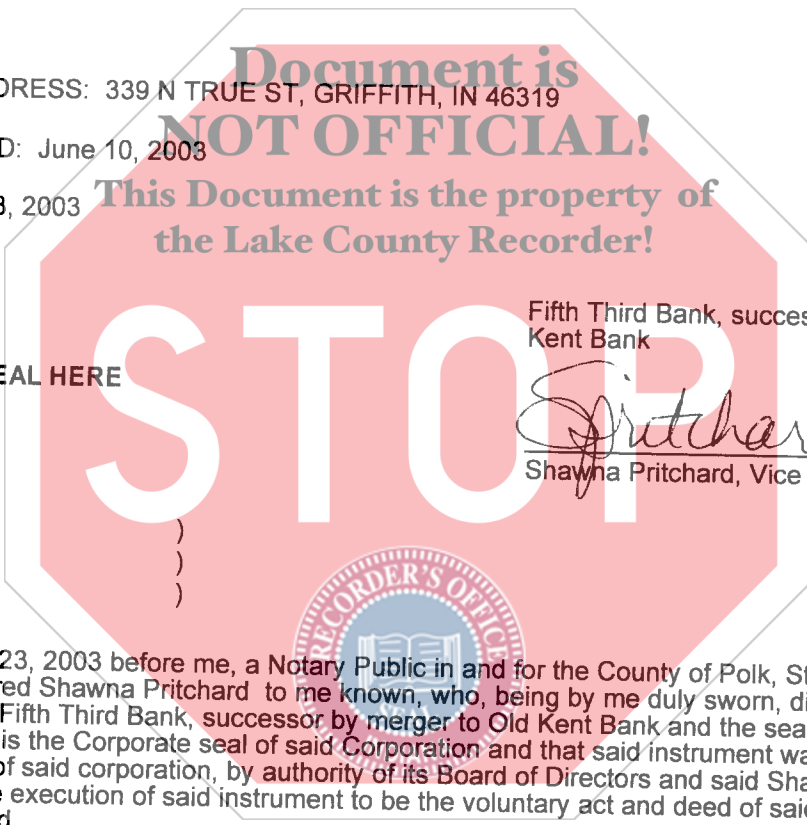 Document is
DRESS: 339 N TRUE ST, GRIFFITH, IN 46319
NOT OFFICIAL!
D: June 10, 2003
This Document is the property of
, 2003
the Lake County Recorder!
STOP
Fifth Third Bank, succes
Kent Bank
EAL HERE
SPritchar
Shawna Pritchard, Vice
)
)
)
RECORDER'S OFFICE
SEAL
23, 2003 before me, a Notary Public in and for the County of Polk, St
red Shawna Pritchard to me known, who, being by me duly sworn, di
Fifth Third Bank, successor by merger to Old Kent Bank and the sea
is the Corporate seal of said Corporation and that said instrument wa
of said corporation, by authority of its Board of Directors and said Sha
e execution of said instrument to be the voluntary act and deed of said
d.